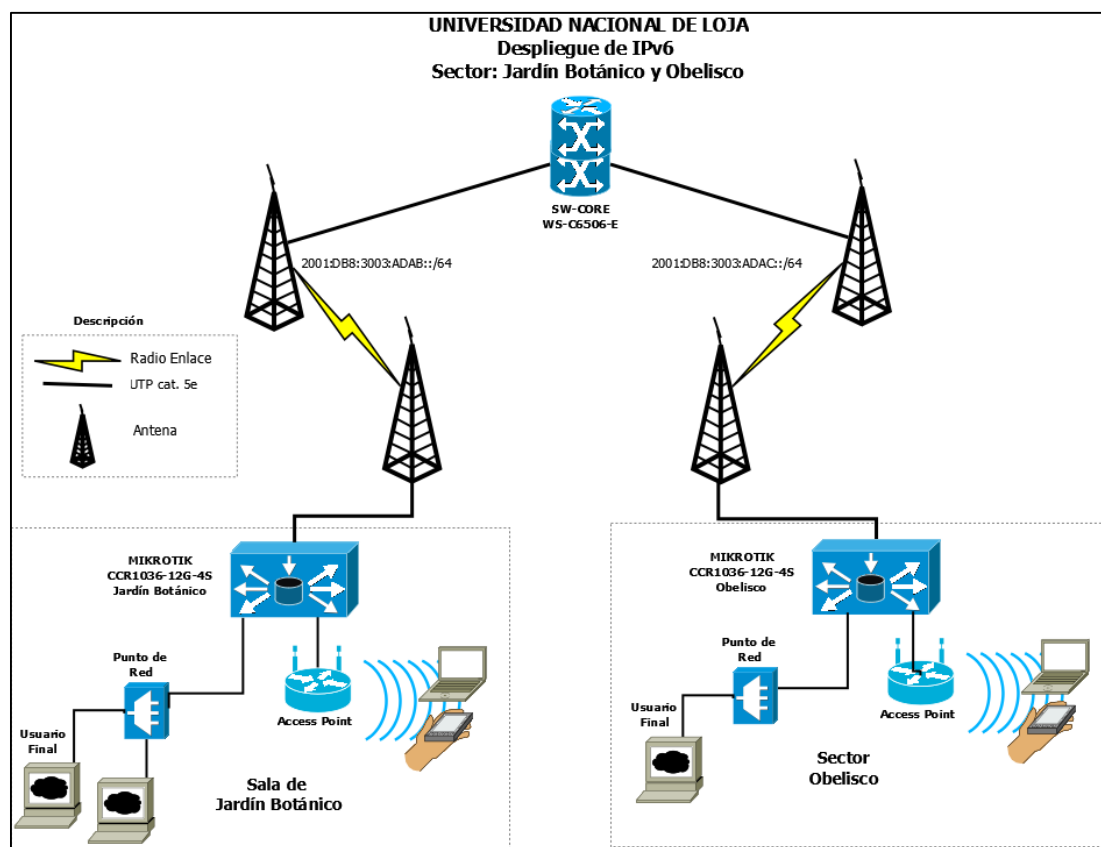 UNIVERSIDAD NACIONAL DE LOJA
Despliegue de IPv6
Sector: Jardín Botánico y Obelisco
SW-CORE
WS-C6506-E
2001:DB8:3003:ADAB::/64
2001:DB8:3003:ADAC::/64
Descripción
Radio Enlace
UTP cat. 5e
Antena
MIKROTIK
CCR1036-12G-4S
Jardín Botánico
Punto de
Red
Access Point
Usuario
Final
Sala de
Jardín Botánico
MIKROTIK
CCR1036-12G-4S
Obelisco
Punto de
Red
Access Point
Usuario
Final
Sector
Obelisco